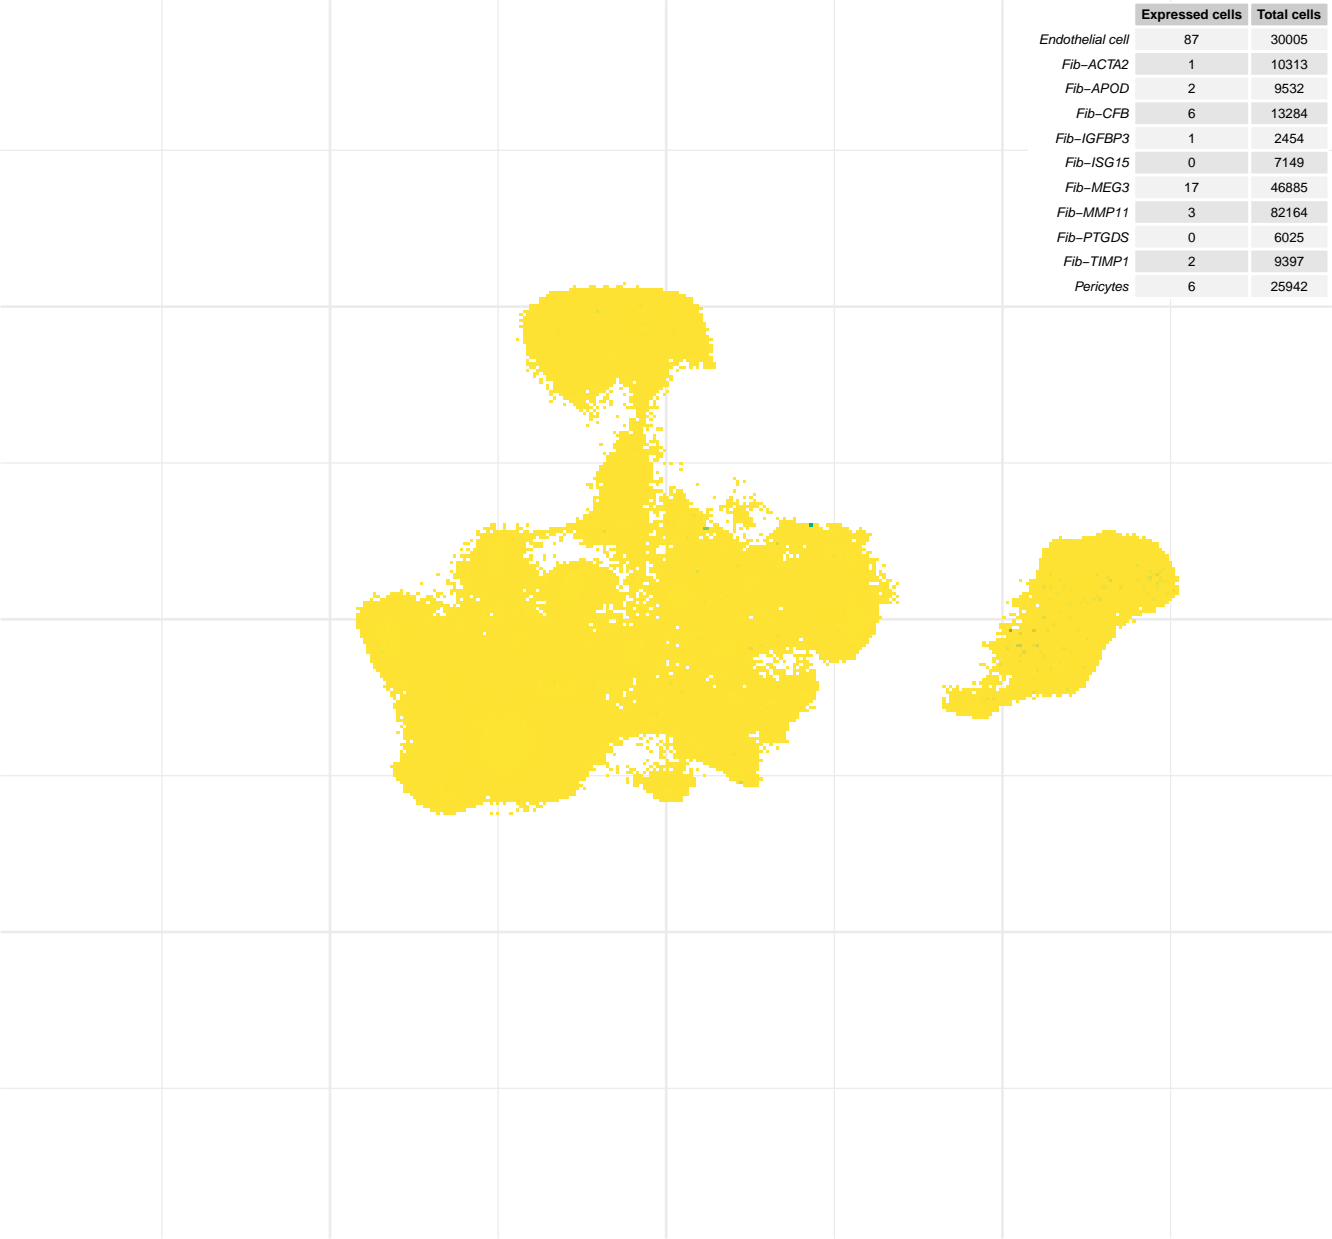 Expressed cells Total cells
Endothelial cell 87 30005
Fib−ACTA2 1 10313
Fib−APOD 2 9532
Fib−CFB 6 13284
Fib−IGFBP3 1 2454
Fib−ISG15 0 7149
Fib−MEG3 17 46885
Fib−MMP11 3 82164
Fib−PTGDS 0 6025
Fib−TIMP1 2 9397
Pericytes 6 25942